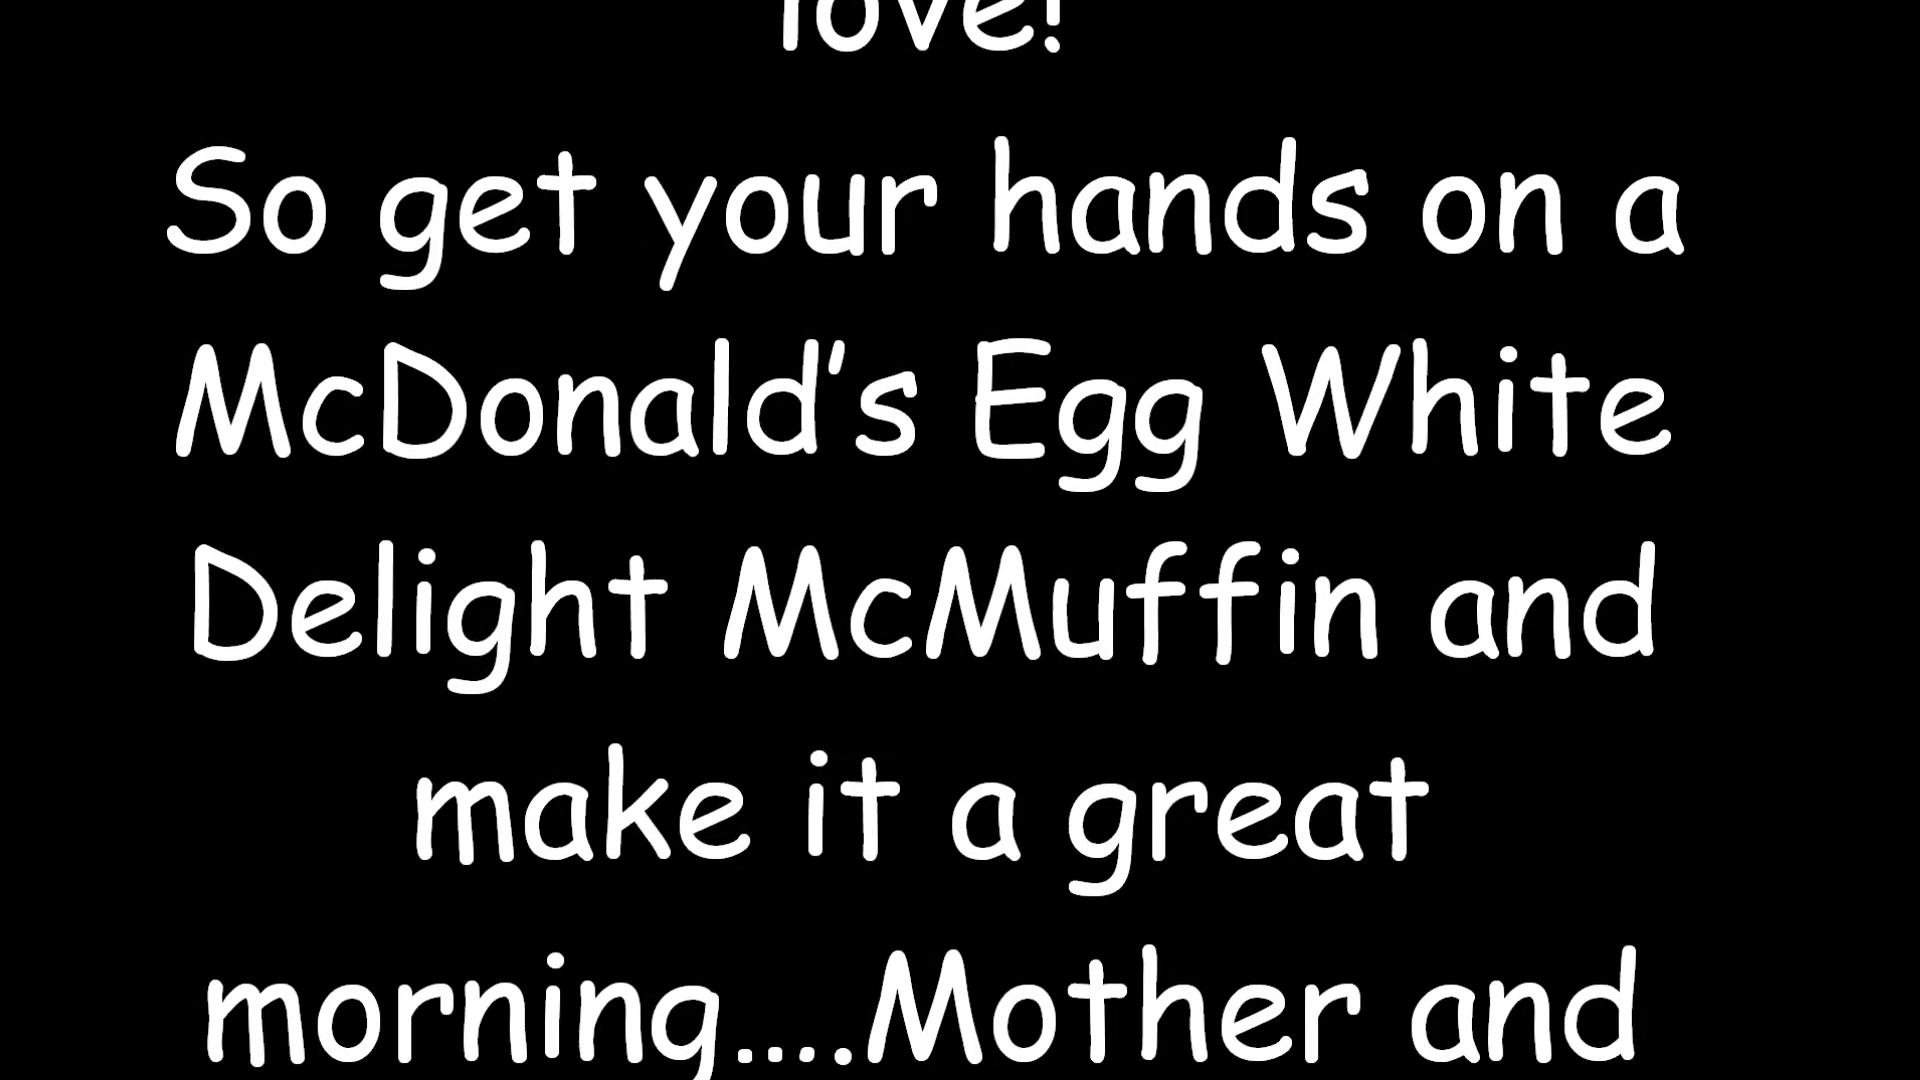 love!
So get your hands on a
McDonald's Egg White
Delight McMuffin and
make it a great
morning....Mother and